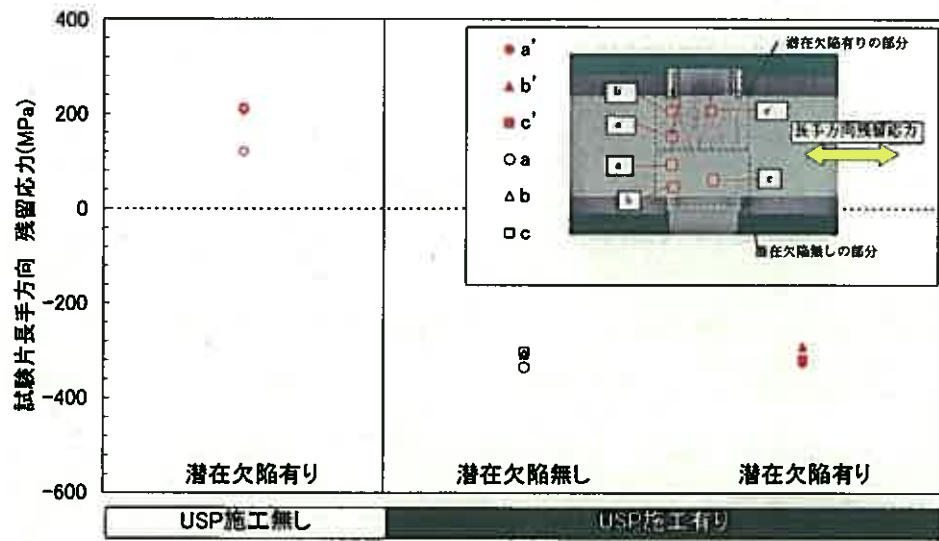 試験片長手方向 残留応力(MPa)
400
200
0
−200
−400
−600
a'
b'
c'
a
b
c
潜在欠陥有りの部分
b
a
a
b
c'
c
長手方向残留応力
潜在欠陥無しの部分
潜在欠陥有り
潜在欠陥無し
潜在欠陥有り
USP施工無し
USP施工有り